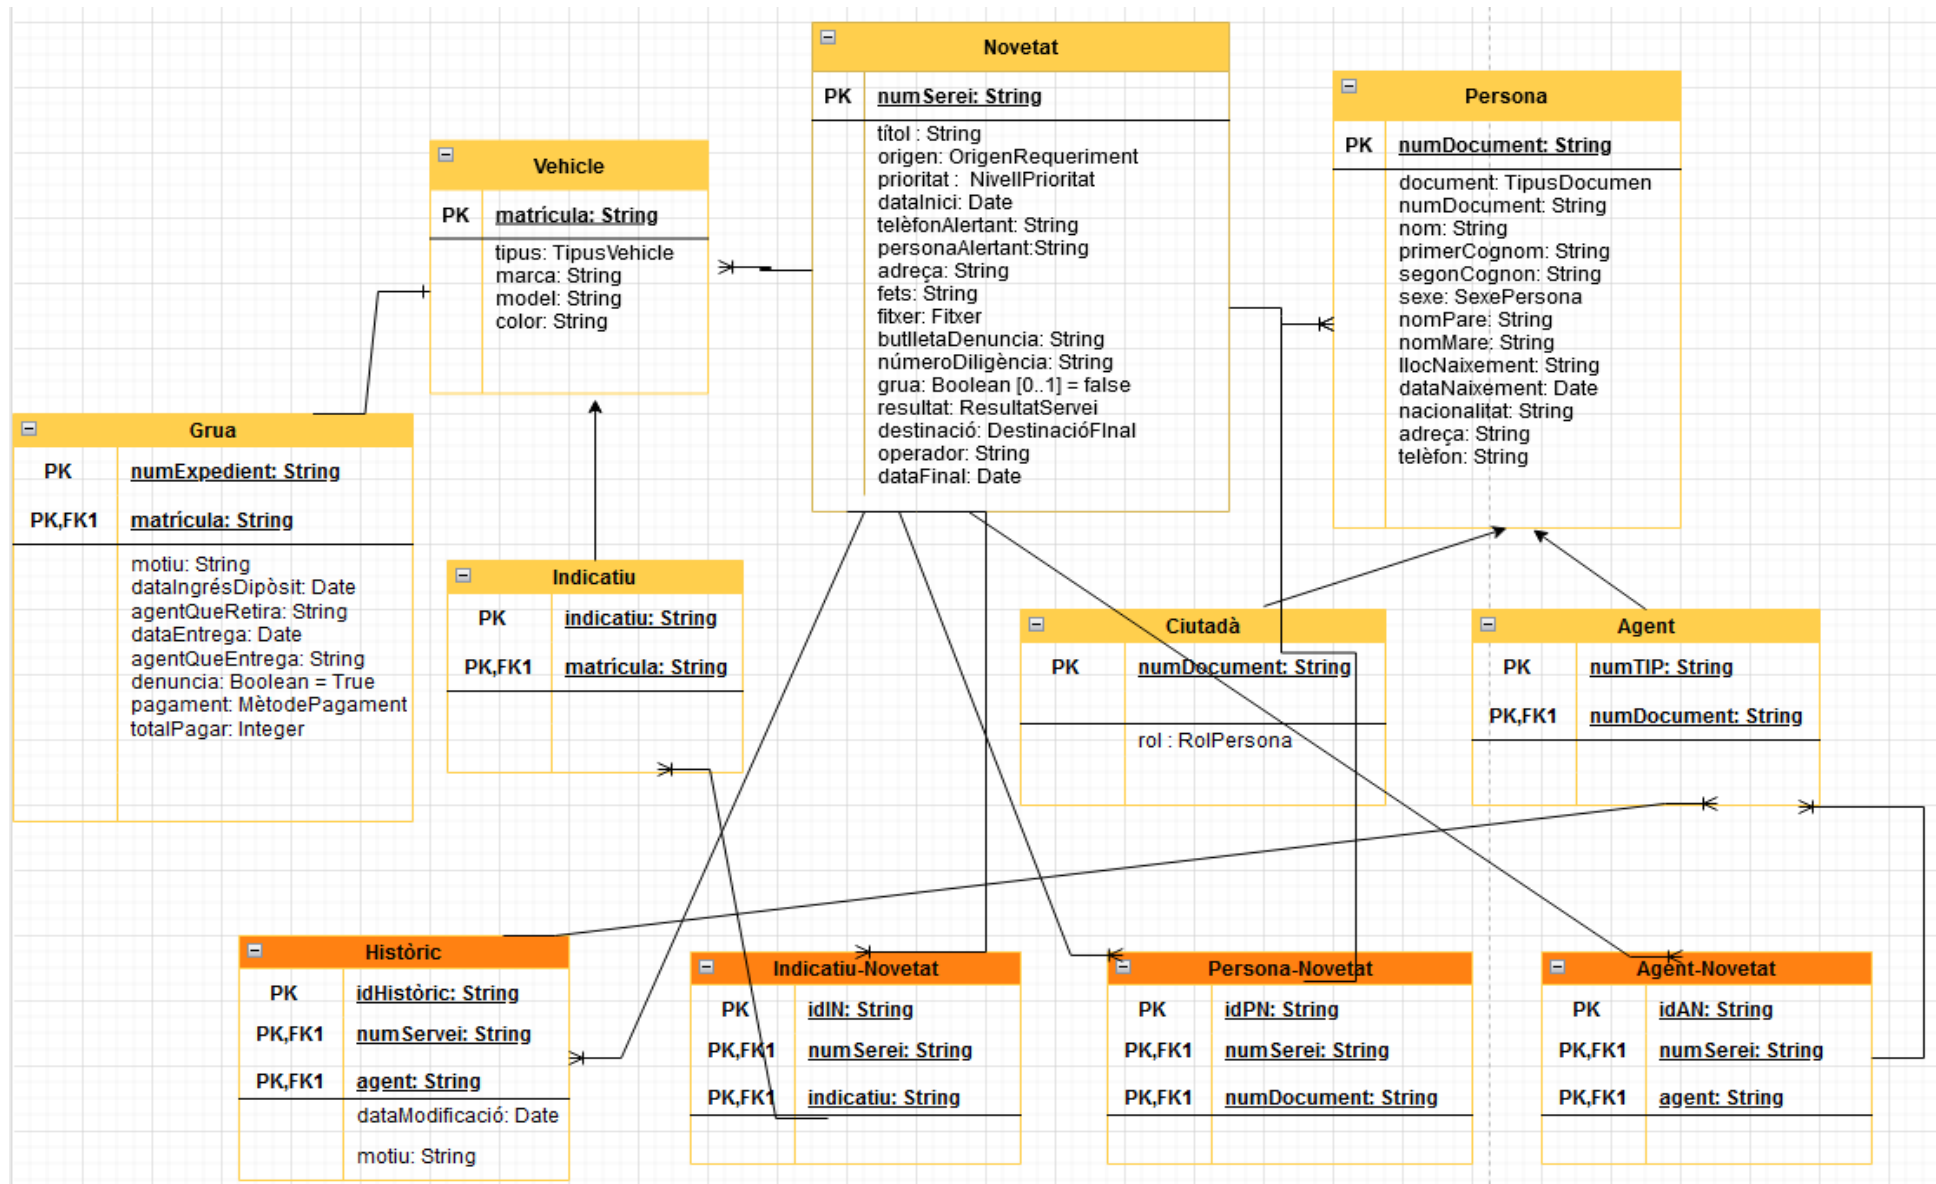 Novetat
PK numSerei: String
títol : String
origen: OrigenRequeriment
prioritat : NivellPrioritat
dataInici: Date
telèfonAlertant: String
personaAlertant:String
adreça: String
fets: String
fitxer: Fitxer
butlletaDenuncia: String
númeroDiligència: String
grua: Boolean [0..1] = false
resultat: ResultatServei
destinació: DestinacióFInal
operador: String
dataFinal: Date
Persona
PK numDocument: String
document: TipusDocumen
numDocument: String
nom: String
primerCognom: String
segonCognon: String
sexe: SexePersona
nomPare: String
nomMare: String
llocNaixement: String
dataNaixement: Date
nacionalitat: String
adreça: String
telèfon: String
Vehicle
PK matrícula: String
tipus: TipusVehicle
marca: String
model: String
color: String
Grua
PK numExpedient: String
PK,FK1 matrícula: String
motiu: String
dataIngrésDipòsit: Date
agentQueRetira: String
dataEntrega: Date
agentQueEntrega: String
denuncia: Boolean = True
pagament: MètodePagament
totalPagar: Integer
Indicatiu
PK indicatiu: String
PK,FK1 matrícula: String
Ciutadà
PK numDocument: String
rol : RolPersona
Agent
PK numTIP: String
PK,FK1 numDocument: String
Històric
PK idHistòric: String
PK,FK1 numServei: String
PK,FK1 agent: String
dataModificació: Date
motiu: String
Indicatiu-Novetat
PK idIN: String
PK,FK1 numSerei: String
PK,FK1 indicatiu: String
Persona-Novetat
PK idPN: String
PK,FK1 numSerei: String
PK,FK1 numDocument: String
Agent-Novetat
PK idAN: String
PK,FK1 numSerei: String
PK,FK1 agent: String